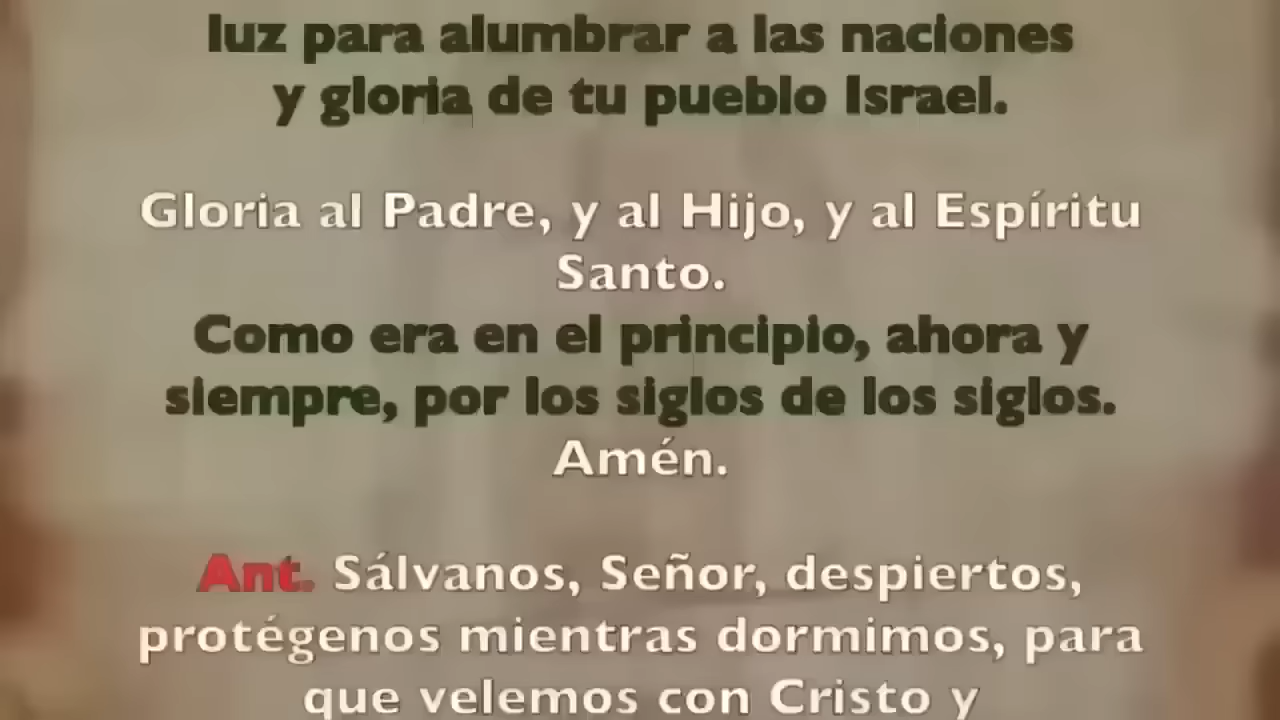 luz para alumbrar a las naciones
y gloria de tu pueblo Israel.
Gloria al Padre, y al Hijo, y al Espíritu
Santo.
Como era en el principio, ahora y
siempre, por los siglos de los siglos.
Amén.
Ant. Sálvanos, Señor, despiertos,
protégenos mientras dormimos, para
que velemos con Cristo y